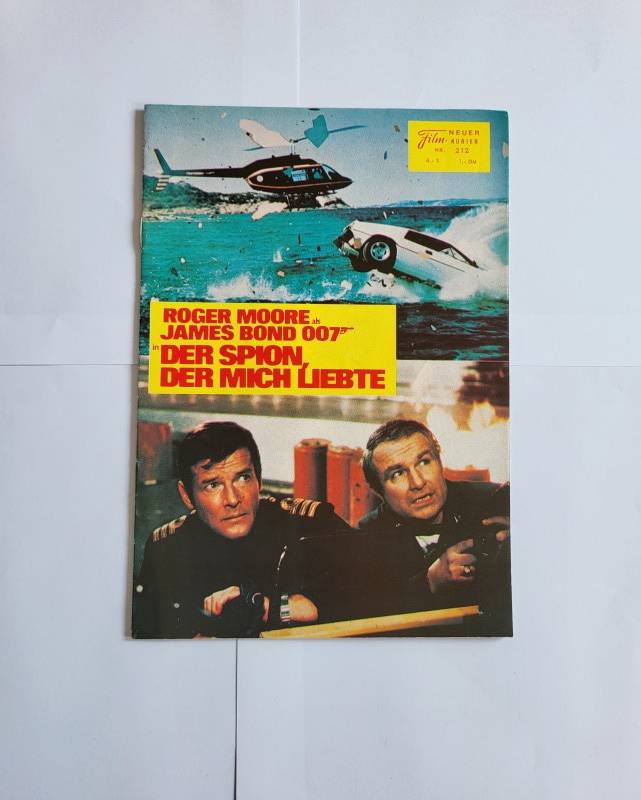 Film- NEUER
KURIER
NR. 212
6.- S 1,- DM
ROGER MOORE als
JAMES BOND 007
in DER SPION,
DER MICH LIEBTE